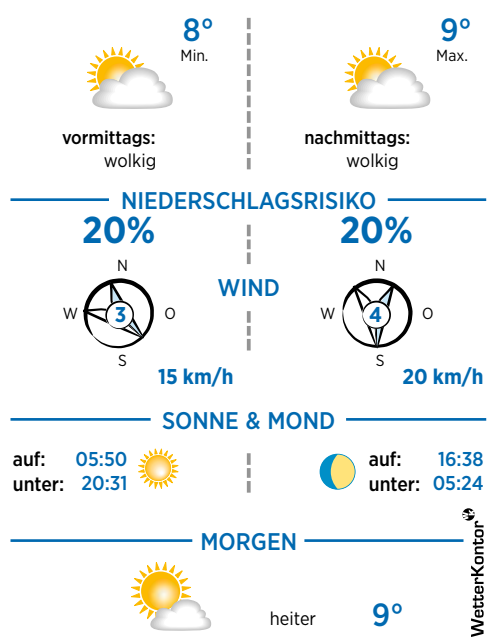 8°
Min.
9°
Max.
vormittags:
wolkig
nachmittags:
wolkig
NIEDERSCHLAGSRISIKO
20%
20%
WIND
N
W
3
O
S
15 km/h
N
W
4
O
S
20 km/h
SONNE & MOND
auf: 05:50
unter: 20:31
auf: 16:38
unter: 05:24
MORGEN
heiter
9°
WetterKontor